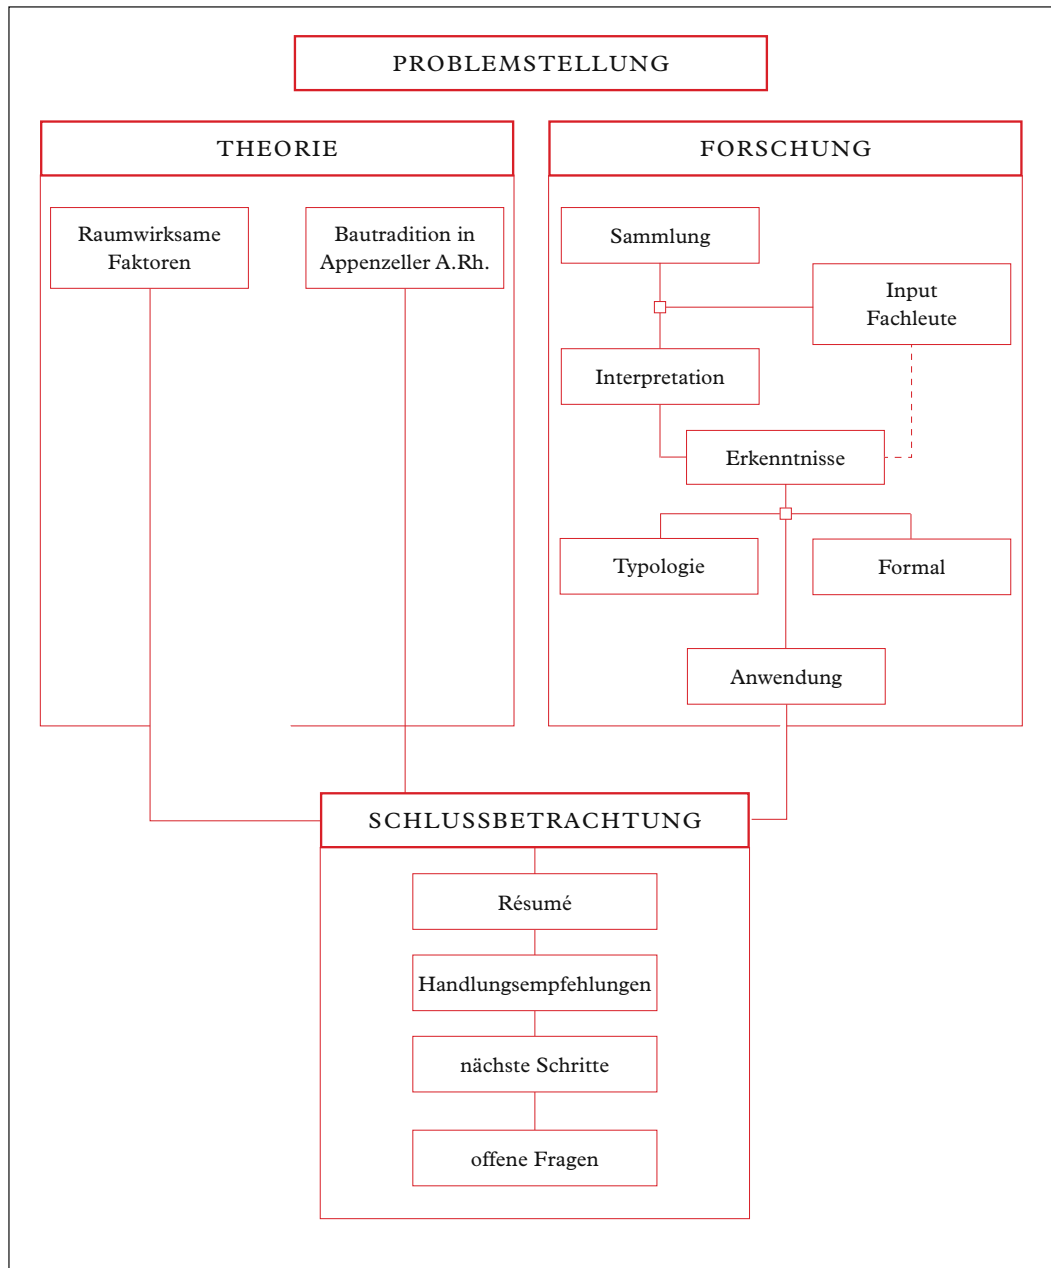 PROBLEMSTELLUNG
THEORIE
Raumwirksame
Faktoren
Bautradition in
Appenzeller A.Rh.
FORSCHUNG
Sammlung
Input
Fachleute
Interpretation
Erkenntnisse
Typologie
Formal
Anwendung
SCHLUSSBETRACHTUNG
Résumé
Handlungsempfehlungen
nächste Schritte
offene Fragen